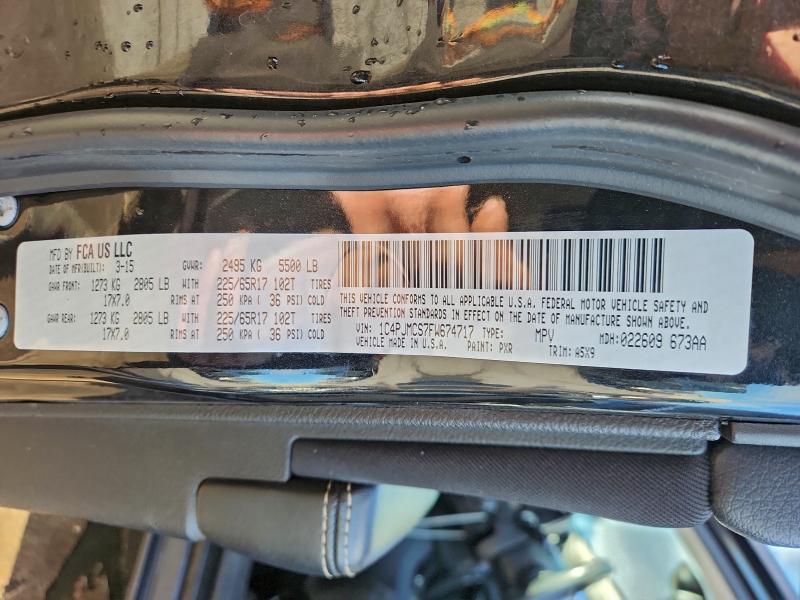 MFD BY FCA US LLC
DATE OF MFR(BUILT): 3-15 GVWR: 2495 KG 5500 LB
GAWR FRONT: 1273 KG 2805 LB WITH 225/65R17 102T TIRES
17X7.0 RIMS AT 250 KPA ( 36 PSI) COLD
GAWR REAR: 1273 KG 2805 LB WITH 225/65R17 102T TIRES
17X7.0 RIMS AT 250 KPA ( 36 PSI) COLD
THIS VEHICLE CONFORMS TO ALL APPLICABLE U.S.A. FEDERAL MOTOR VEHICLE SAFETY AND
THEFT PREVENTION STANDARDS IN EFFECT ON THE DATE OF MANUFACTURE SHOWN ABOVE.
VIN: 1C4PJMCS7FW674717 TYPE: MPV MDH:022609 673AA
VEHICLE MADE IN U.S.A. PAINT: PXR TRIM: A5X9